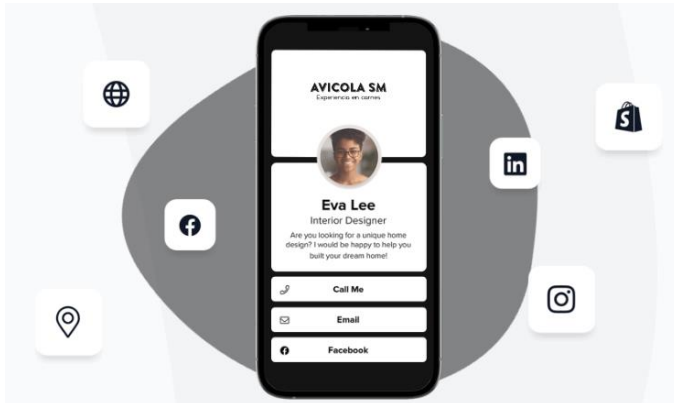 AVICOLA SM
Experiencia en carnes
Eva Lee
Interior Designer
Are you looking for a unique home
design? I would be happy to help you
built your dream home!
Call Me
Email
Facebook